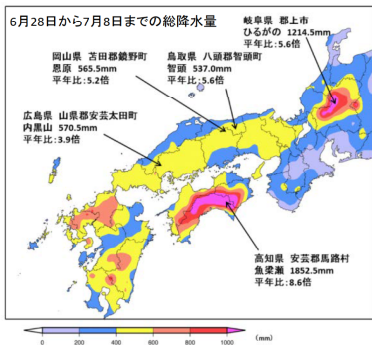 6月28日から7月8日までの総降水量
岐阜県 郡上市
ひるがの 1214.5mm
平年比:5.6倍
岡山県 苫田郡鏡野町
恩原 565.5mm
平年比:5.2倍
鳥取県 八頭郡智頭町
智頭 537.0mm
平年比:5.6倍
広島県 山県郡安芸太田町
内黒山 570.5mm
平年比:3.9倍
高知県 安芸郡馬路村
魚梁瀬 1852.5mm
平年比:8.6倍
0 200 400 600 800 1000 (mm)